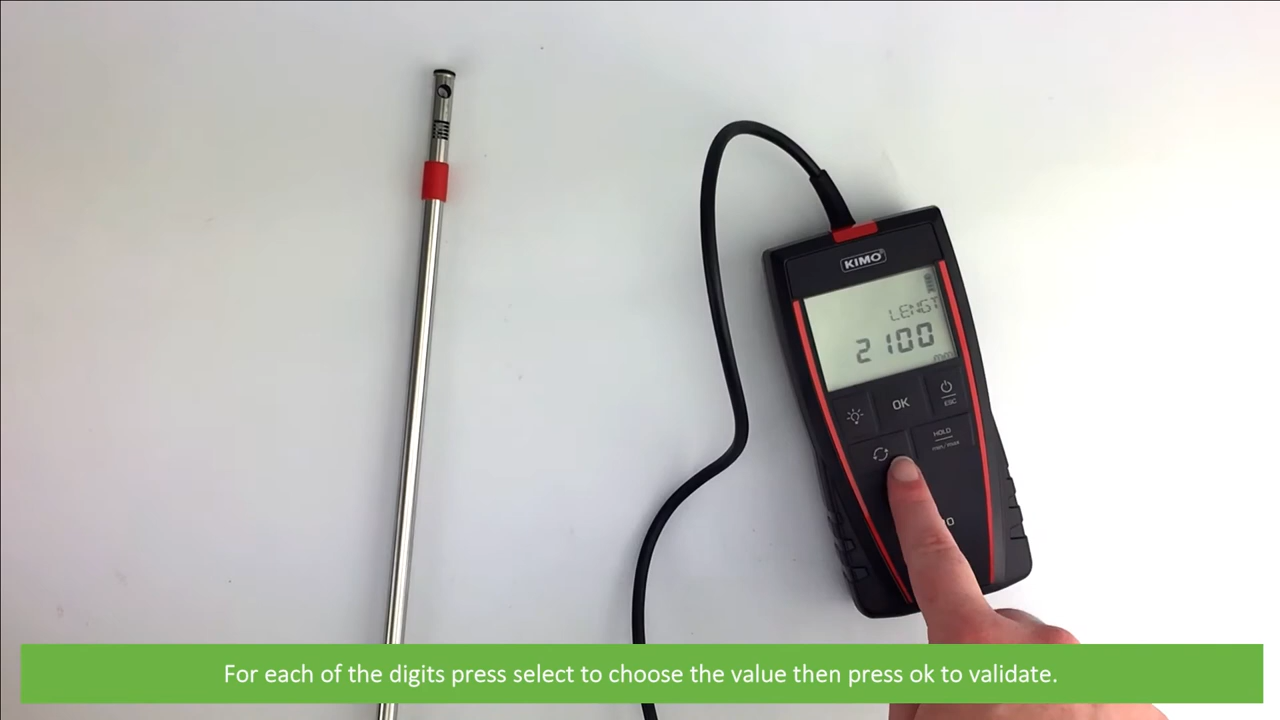 KIMO
LENGT
2100
mm
OK
ESC
HOLD
min/max
For each of the digits press select to choose the value then press ok to validate.